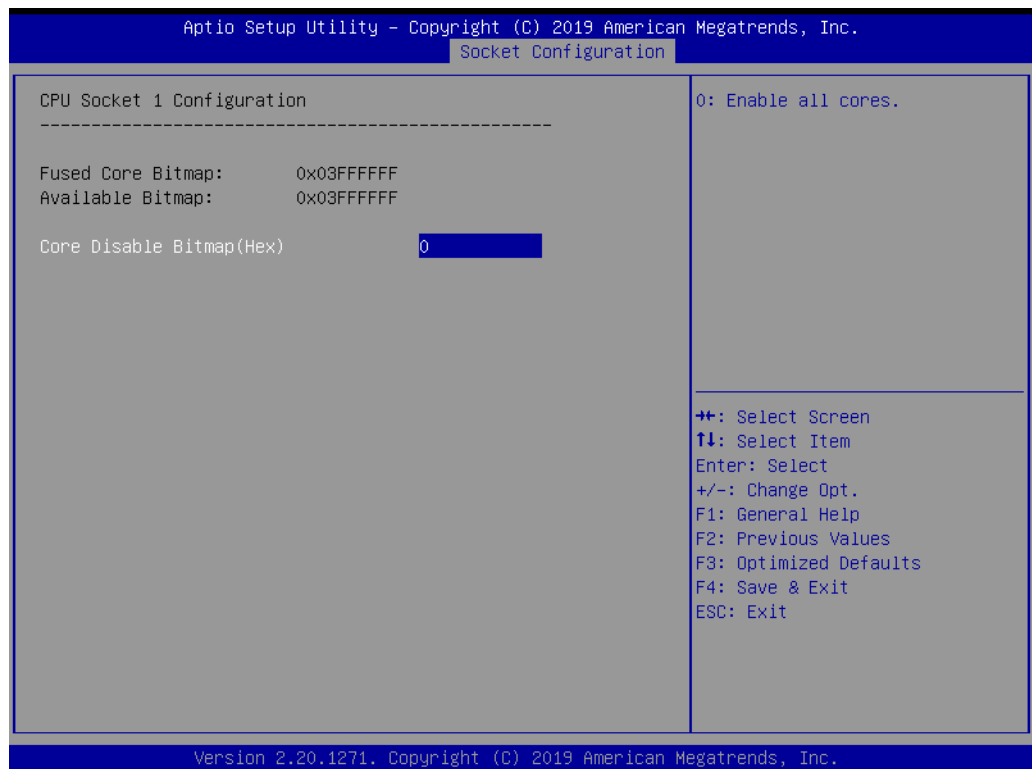 Aptio Setup Utility – Copyright (C) 2019 American Megatrends, Inc.
Socket Configuration
CPU Socket 1 Configuration
--------------------------------------------------
Fused Core Bitmap: 0x03FFFFFF
Available Bitmap: 0x03FFFFFF
Core Disable Bitmap(Hex) 0
0: Enable all cores.
→←: Select Screen
↑↓: Select Item
Enter: Select
+/-: Change Opt.
F1: General Help
F2: Previous Values
F3: Optimized Defaults
F4: Save & Exit
ESC: Exit
Version 2.20.1271. Copyright (C) 2019 American Megatrends, Inc.